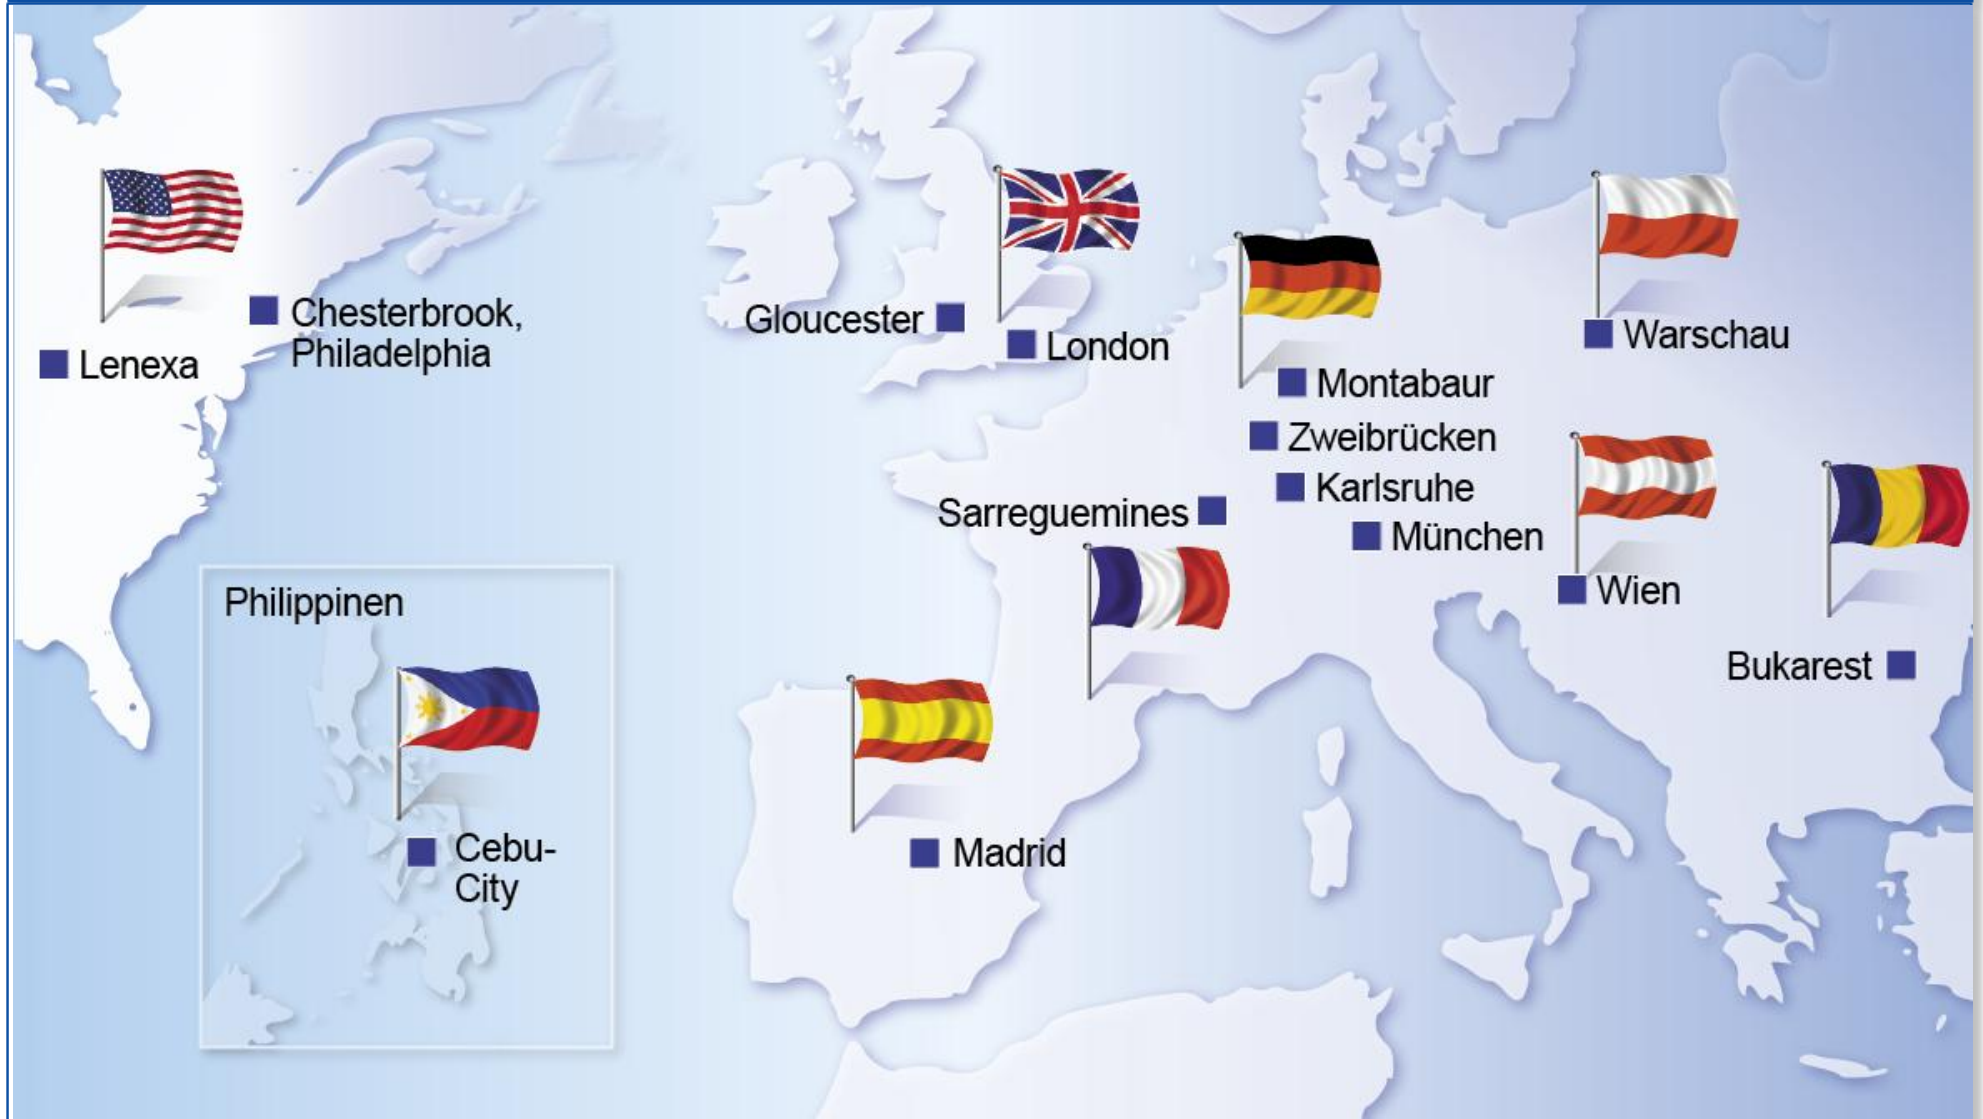 Chesterbrook,
Philadelphia
Lenexa
Gloucester
London
Warschau
Montabaur
Zweibrücken
Karlsruhe
Sarreguemines
München
Wien
Bukarest
Philippinen
Cebu-
City
Madrid